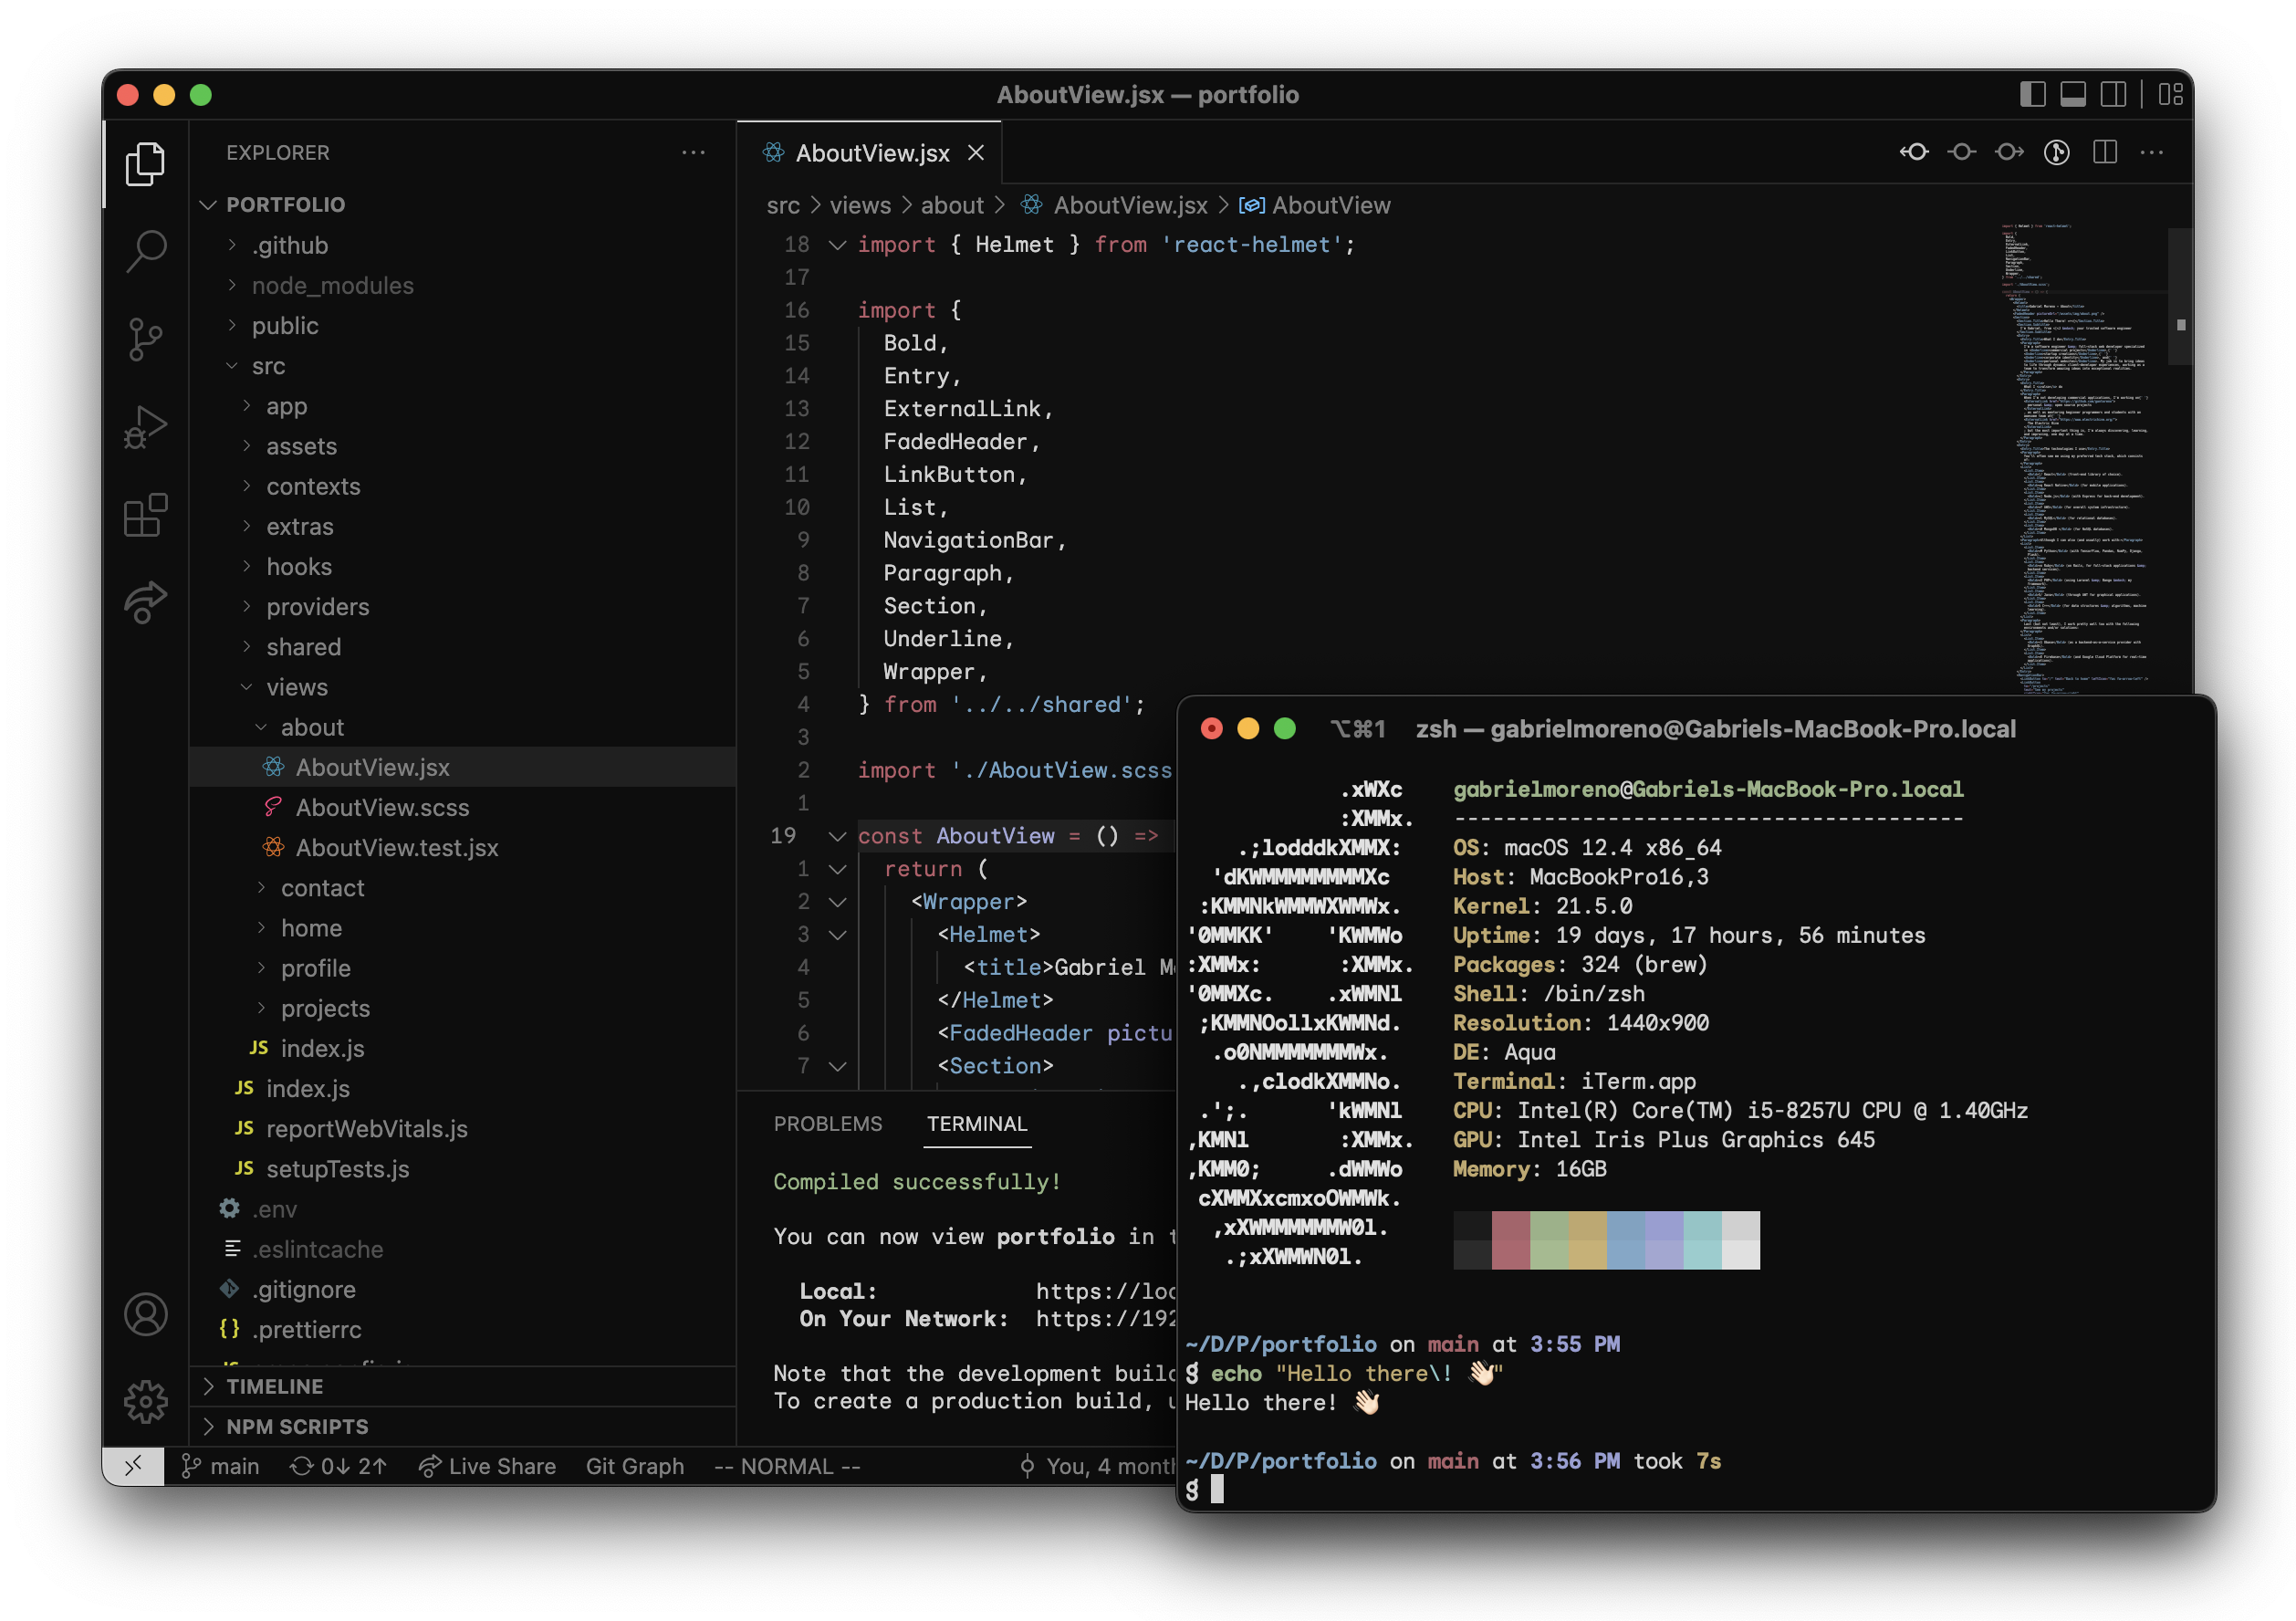 AboutView.jsx — portfolio
EXPLORER
PORTFOLIO
.github
node_modules
public
src
app
assets
contexts
extras
hooks
providers
shared
views
about
AboutView.jsx
AboutView.scss
AboutView.test.jsx
contact
home
profile
projects
JS index.js
JS index.js
JS reportWebVitals.js
JS setupTests.js
.env
.eslintcache
.gitignore
{} .prettierrc
TIMELINE
NPM SCRIPTS
AboutView.jsx
src > views > about > AboutView.jsx > AboutView
18 import { Helmet } from 'react-helmet';
17
16 import {
15 Bold,
14 Entry,
13 ExternalLink,
12 FadedHeader,
11 LinkButton,
10 List,
9 NavigationBar,
8 Paragraph,
7 Section,
6 Underline,
5 Wrapper,
4 } from '../../shared';
3
2 import './AboutView.scss
1
19 const AboutView = () =>
1 return (
2 <Wrapper>
3 <Helmet>
4 <title>Gabriel
5 </Helmet>
6 <FadedHeader pictu
7 <Section>
PROBLEMS TERMINAL
Compiled successfully!
You can now view portfolio in
Local: https://loc
On Your Network: https://192
Note that the development build
To create a production build,
main 0↓ 2↑ Live Share Git Graph -- NORMAL -- You, 4 month
⌥⌘1 zsh — gabrielmoreno@Gabriels-MacBook-Pro.local
.xWXc
:XMMx.
.;lodddkXMMX:
'dKWMMMMMMMMXc
:KMMNkWMMWXWMWx.
'0MMKK' 'KWMWo
:XMMx: :XMMx.
'0MMXc. .xWMNl
;KMMNOollxKWMNd.
.o0NMMMMMMMWx.
.,clodkXMMNo.
.';. 'kWMNl
,KMNl :XMMx.
,KMM0; .dWMWo
cXMMXxcmxoOWMWk.
,xXWMMMMMMW0l.
.;xXWMWN0l.
gabrielmoreno@Gabriels-MacBook-Pro.local
----------------------------------------
OS: macOS 12.4 x86_64
Host: MacBookPro16,3
Kernel: 21.5.0
Uptime: 19 days, 17 hours, 56 minutes
Packages: 324 (brew)
Shell: /bin/zsh
Resolution: 1440x900
DE: Aqua
Terminal: iTerm.app
CPU: Intel(R) Core(TM) i5-8257U CPU @ 1.40GHz
GPU: Intel Iris Plus Graphics 645
Memory: 16GB
~/D/P/portfolio on main at 3:55 PM
g echo "Hello there\! 👋🏻"
Hello there! 👋🏻
~/D/P/portfolio on main at 3:56 PM took 7s
g